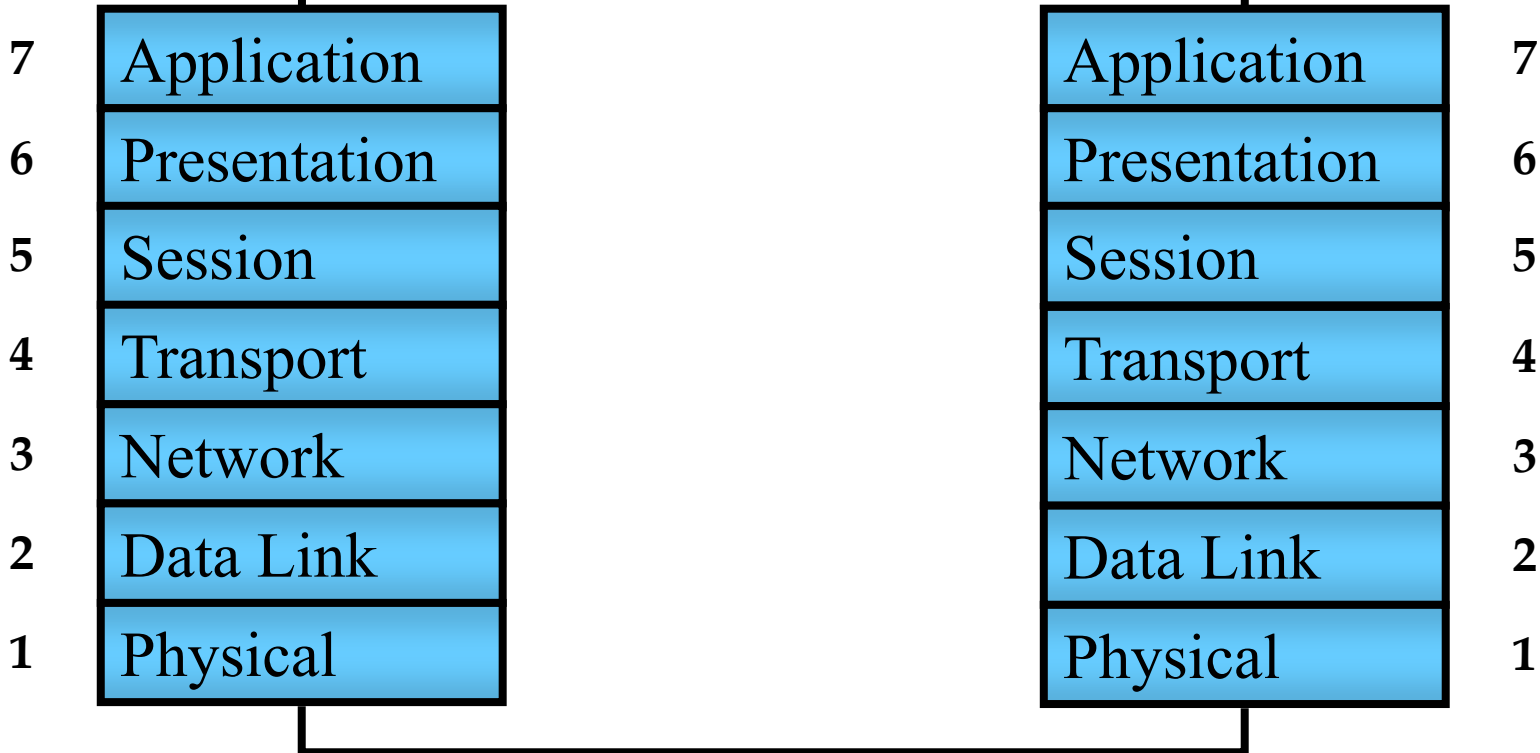 7 Application Application 7
6 Presentation Presentation 6
5 Session Session 5
4 Transport Transport 4
3 Network Network 3
2 Data Link Data Link 2
1 Physical Physical 1